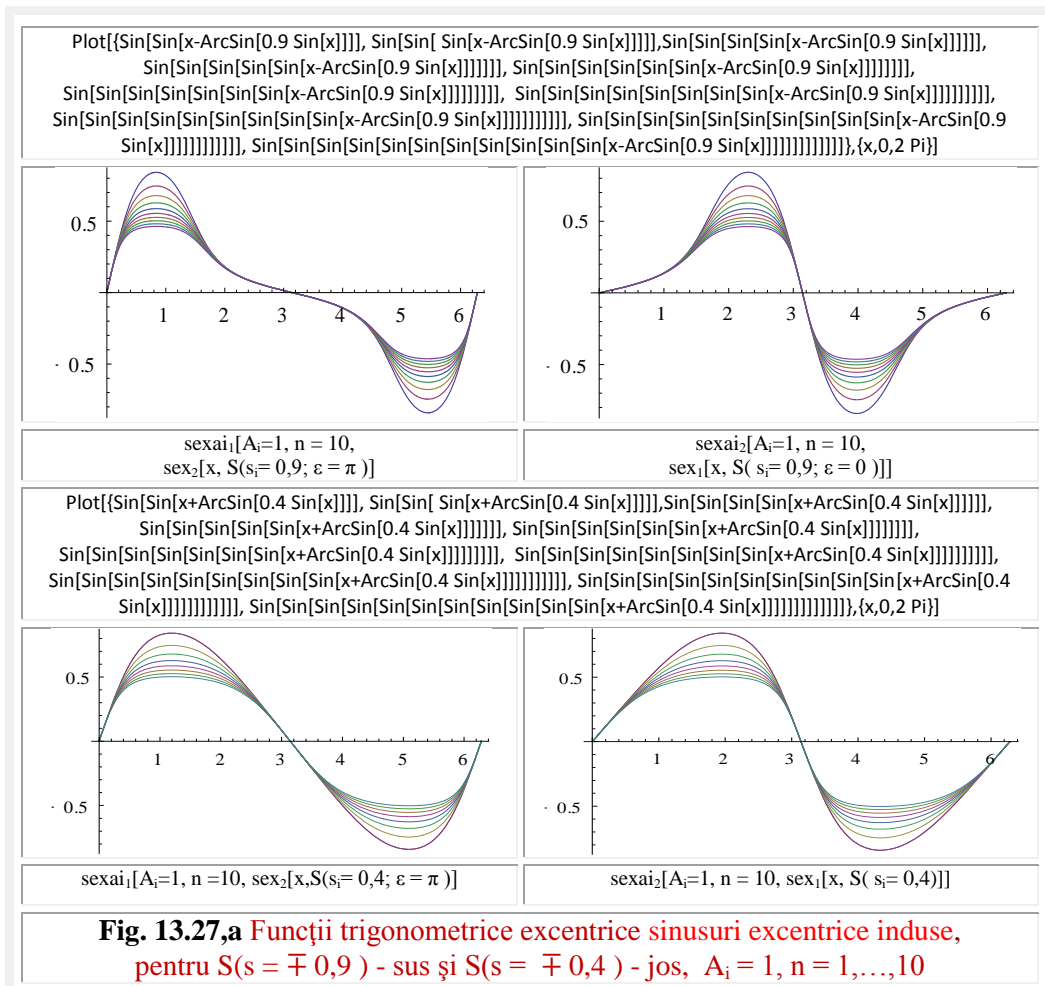 Plot[{Sin[Sin[x-ArcSin[0.9 Sin[x]]]], Sin[Sin[ Sin[x-ArcSin[0.9 Sin[x]]]]],Sin[Sin[Sin[Sin[x-ArcSin[0.9 Sin[x]]]]]],
Sin[Sin[Sin[Sin[Sin[x-ArcSin[0.9 Sin[x]]]]]]], Sin[Sin[Sin[Sin[Sin[Sin[x-ArcSin[0.9 Sin[x]]]]]]]],
Sin[Sin[Sin[Sin[Sin[Sin[Sin[x-ArcSin[0.9 Sin[x]]]]]]]]], Sin[Sin[Sin[Sin[Sin[Sin[Sin[Sin[x-ArcSin[0.9 Sin[x]]]]]]]]]],
Sin[Sin[Sin[Sin[Sin[Sin[Sin[Sin[Sin[x-ArcSin[0.9 Sin[x]]]]]]]]]]], Sin[Sin[Sin[Sin[Sin[Sin[Sin[Sin[Sin[Sin[x-ArcSin[0.9
Sin[x]]]]]]]]]]]], Sin[Sin[Sin[Sin[Sin[Sin[Sin[Sin[Sin[Sin[Sin[x-ArcSin[0.9 Sin[x]]]]]]]]]]]]]},{x,0,2 Pi}]
0.5
1 2 3 4 5 6
- 0.5
0.5
1 2 3 4 5 6
- 0.5
sexai₁[Aᵢ=1, n = 10,
sex₂[x, S(sᵢ= 0,9; ε = π )]
sexai₂[Aᵢ=1, n = 10,
sex₁[x, S( sᵢ= 0,9; ε = 0 )]]
Plot[{Sin[Sin[x+ArcSin[0.4 Sin[x]]]], Sin[Sin[ Sin[x+ArcSin[0.4 Sin[x]]]]],Sin[Sin[Sin[Sin[x+ArcSin[0.4 Sin[x]]]]]],
Sin[Sin[Sin[Sin[Sin[x+ArcSin[0.4 Sin[x]]]]]]], Sin[Sin[Sin[Sin[Sin[Sin[x+ArcSin[0.4 Sin[x]]]]]]]],
Sin[Sin[Sin[Sin[Sin[Sin[Sin[x+ArcSin[0.4 Sin[x]]]]]]]]], Sin[Sin[Sin[Sin[Sin[Sin[Sin[Sin[x+ArcSin[0.4 Sin[x]]]]]]]]]],
Sin[Sin[Sin[Sin[Sin[Sin[Sin[Sin[Sin[x+ArcSin[0.4 Sin[x]]]]]]]]]]], Sin[Sin[Sin[Sin[Sin[Sin[Sin[Sin[Sin[Sin[x+ArcSin[0.4
Sin[x]]]]]]]]]]]], Sin[Sin[Sin[Sin[Sin[Sin[Sin[Sin[Sin[Sin[Sin[x+ArcSin[0.4 Sin[x]]]]]]]]]]]]]},{x,0,2 Pi}]
0.5
1 2 3 4 5 6
- 0.5
0.5
1 2 3 4 5 6
- 0.5
sexai₁[Aᵢ=1, n =10, sex₂[x,S(sᵢ= 0,4; ε = π )]
sexai₂[Aᵢ=1, n = 10, sex₁[x, S( sᵢ= 0,4)]]
Fig. 13.27,a Funcţii trigonometrice excentrice sinusuri excentrice induse,
pentru S(s = ∓ 0,9 ) - sus şi S(s = ∓ 0,4 ) - jos, Aᵢ = 1, n = 1,…,10